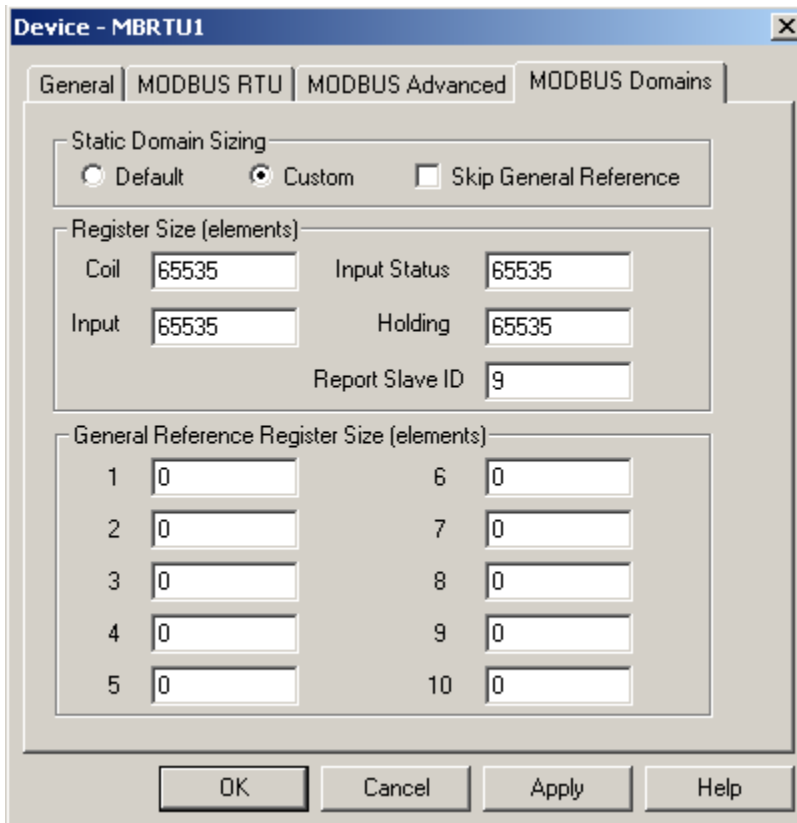 Device - MBRTU1
General MODBUS RTU MODBUS Advanced MODBUS Domains
Static Domain Sizing
Default Custom Skip General Reference
Register Size (elements)
Coil 65535 Input Status 65535
Input 65535 Holding 65535
Report Slave ID 9
General Reference Register Size (elements)
1 0 6 0
2 0 7 0
3 0 8 0
4 0 9 0
5 0 10 0
OK Cancel Apply Help